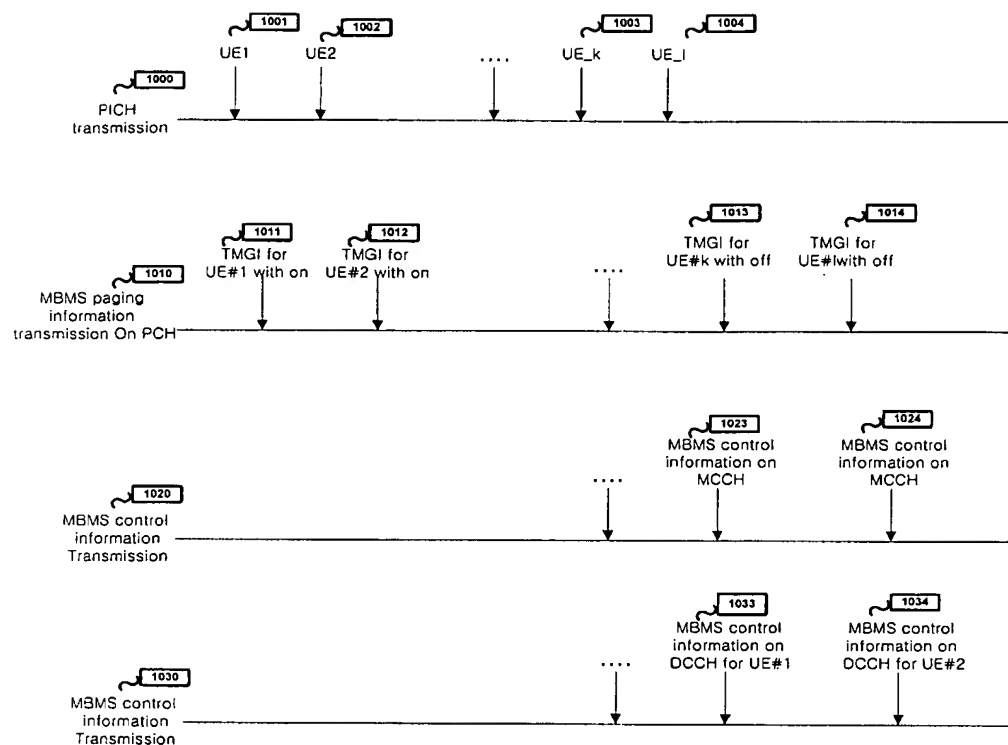 1001 1002 1003 1004
UE1 UE2 .... UE_k UE_l
1000
PICH
transmission
1011 1012 1013 1014
TMGI for
UE#1 with on
TMGI for
UE#2 with on
....
TMGI for
UE#k with off
TMGI for
UE#lwith off
1010
MBMS paging
information
transmission On PCH
1023 1024
MBMS control
information on
MCCH
MBMS control
information on
MCCH
....
1020
MBMS control
information
Transmission
1033 1034
MBMS control
information on
DCCH for UE#1
MBMS control
information on
DCCH for UE#2
....
1030
MBMS control
information
Transmission